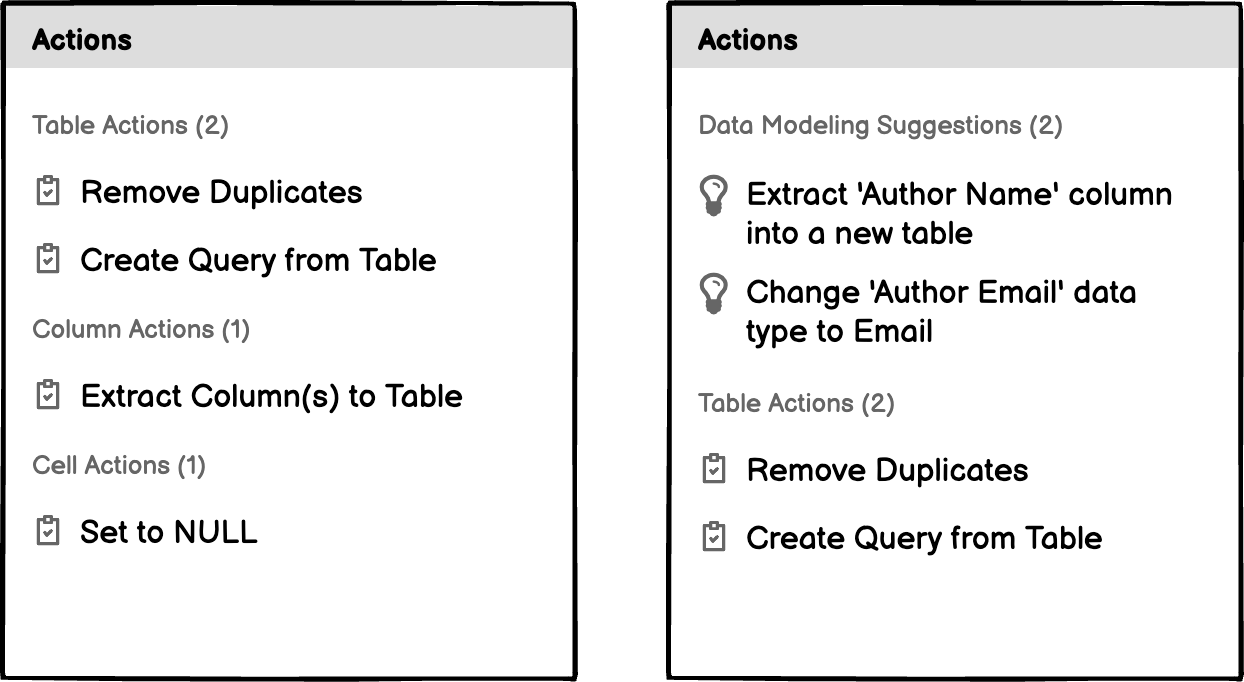 Actions
Table Actions (2)
Remove Duplicates
Create Query from Table
Column Actions (1)
Extract Column(s) to Table
Cell Actions (1)
Set to NULL
Actions
Data Modeling Suggestions (2)
Extract 'Author Name' column
into a new table
Change 'Author Email' data
type to Email
Table Actions (2)
Remove Duplicates
Create Query from Table